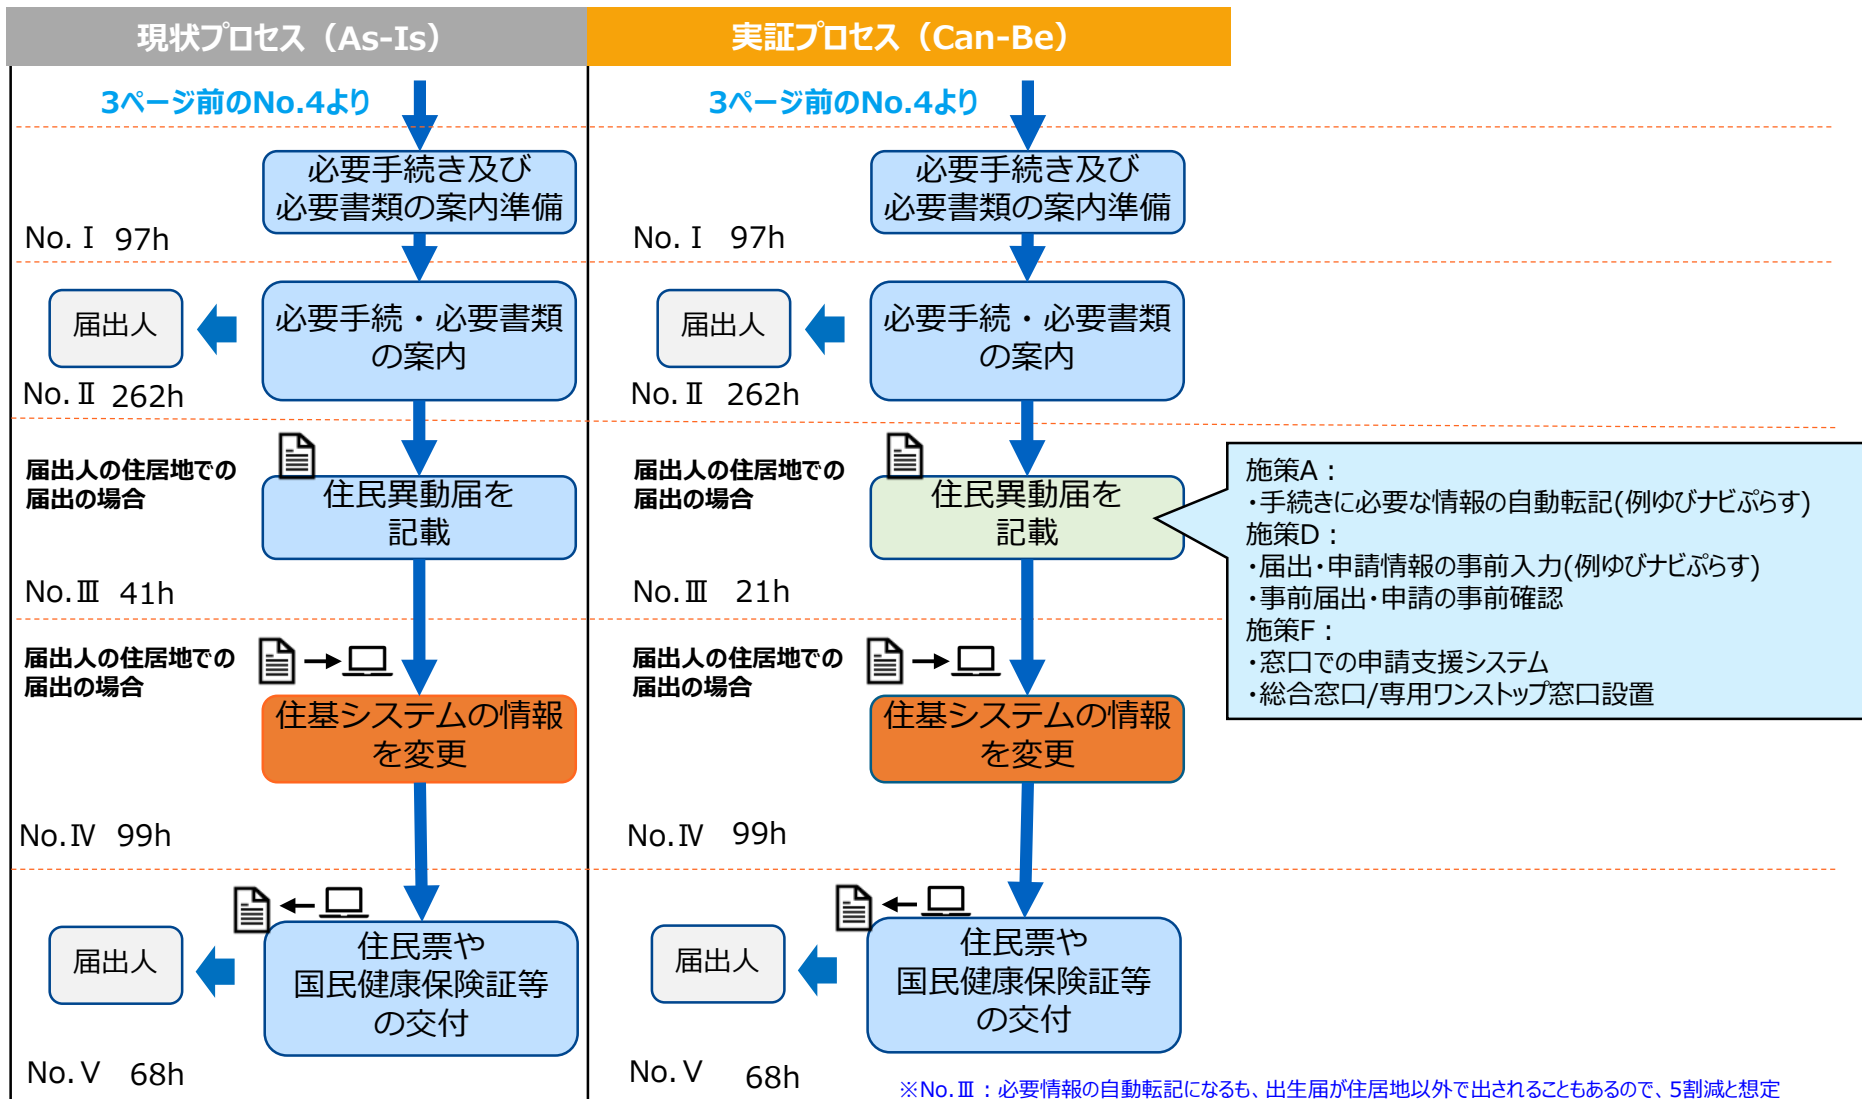 現状プロセス（As-Is）
実証プロセス（Can-Be）
3ページ前のNo.4より
3ページ前のNo.4より
必要手続き及び
必要書類の案内準備
No.Ⅰ 97h
必要手続き及び
必要書類の案内準備
No.Ⅰ 97h
届出人
必要手続・必要書類
の案内
No.Ⅱ 262h
届出人
必要手続・必要書類
の案内
No.Ⅱ 262h
届出人の住居地での
届出の場合
住民異動届を
記載
No.Ⅲ 41h
届出人の住居地での
届出の場合
住民異動届を
記載
No.Ⅲ 21h
施策A：
・手続きに必要な情報の自動転記(例ゆびナビぷらす)
施策D：
・届出・申請情報の事前入力(例ゆびナビぷらす)
・事前届出・申請の事前確認
施策F：
・窓口での申請支援システム
・総合窓口/専用ワンストップ窓口設置
届出人の住居地での
届出の場合
住基システムの情報
を変更
No.Ⅳ 99h
届出人の住居地での
届出の場合
住基システムの情報
を変更
No.Ⅳ 99h
届出人
住民票や
国民健康保険証等
の交付
No.Ⅴ 68h
届出人
住民票や
国民健康保険証等
の交付
No.Ⅴ 68h
※No.Ⅲ：必要情報の自動転記になるも、出生届が住居地以外で出されることもあるので、5割減と想定